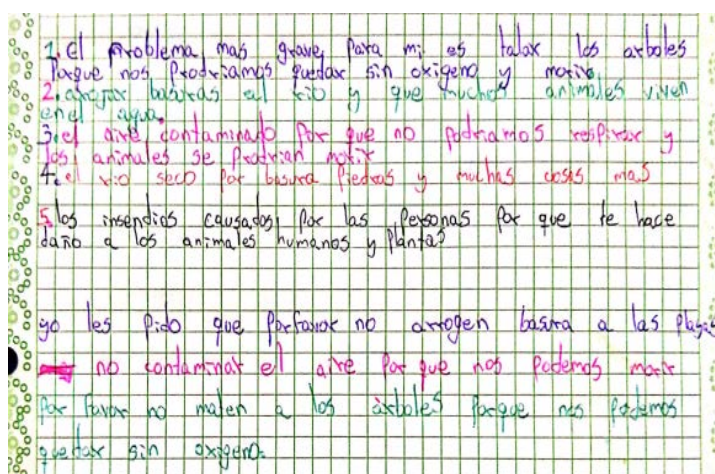 1. El problema mas grave para mi es talar los arboles
Porque nos Prodriamos quedar sin oxigeno y morir.
2. arrojar basuras al rio y que muchos animales viven
en el agua.
3. el aire contaminado Por que no podriamos respirar y
los animales se Prodrian morir
4. el rio seco por basura Piedras y muchas cosas mas
5. los insendios causados por las Personas Por que le hace
daño a los animales humanos y Plantas
yo les Pido que Porfavor no arrogen basura a las Playas
no contaminar el aire Por que nos Podemos morir
Por favor no maten a los árboles Porque nos Podemos
quedar sin oxigeno.